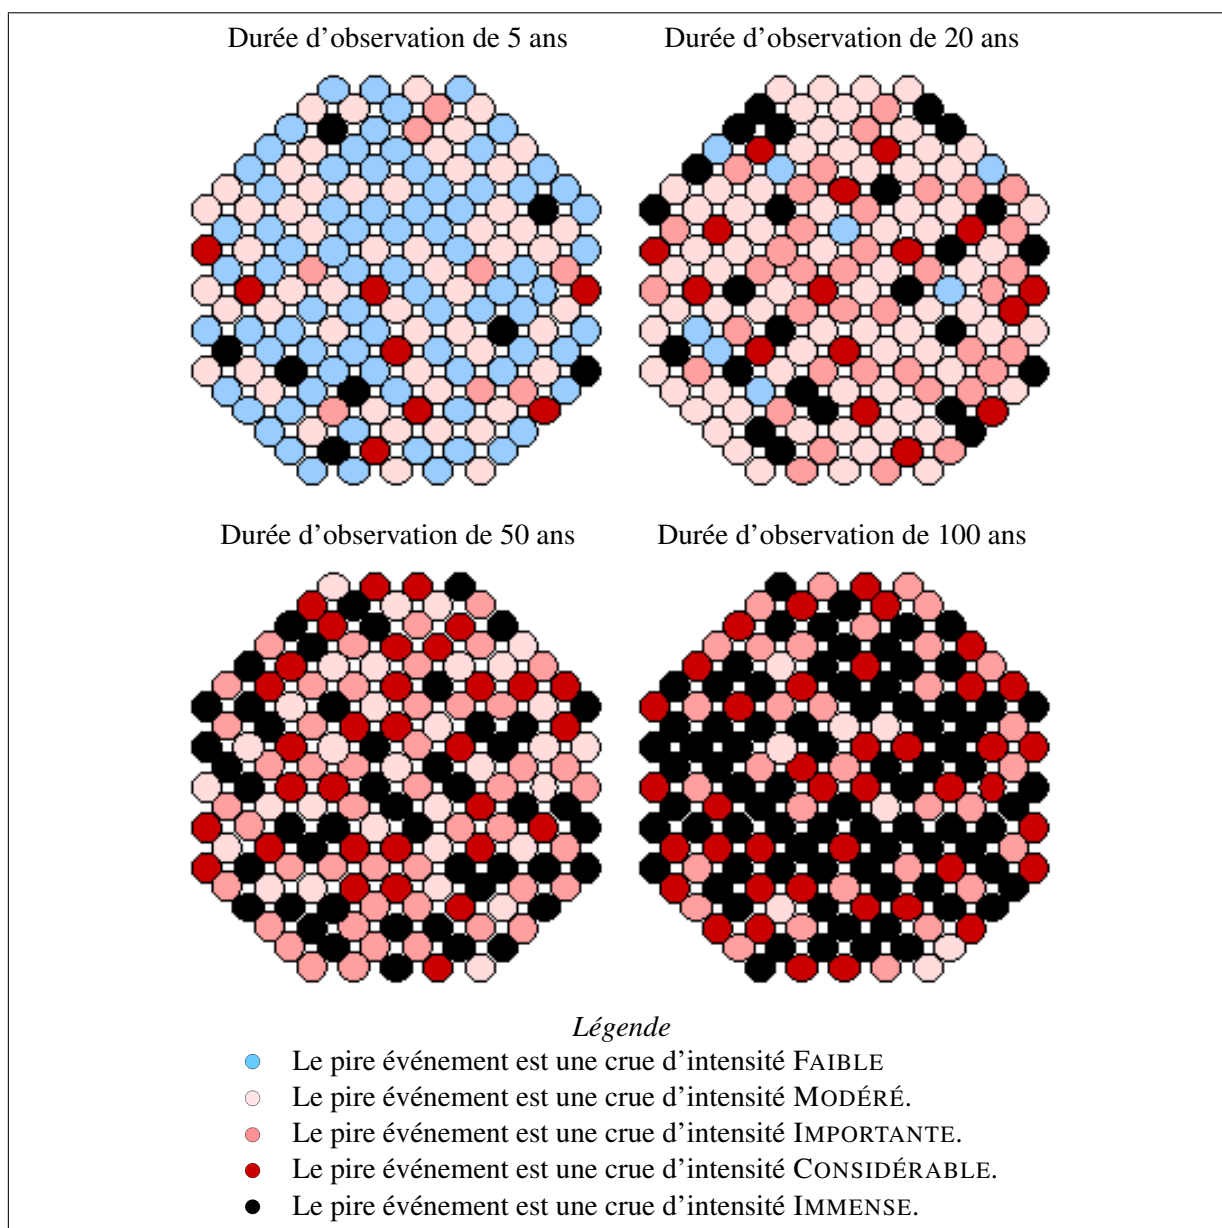 Durée d'observation de 5 ans
Durée d'observation de 20 ans
Durée d'observation de 50 ans
Durée d'observation de 100 ans
Légende
Le pire événement est une crue d'intensité FAIBLE
Le pire événement est une crue d'intensité MODÉRÉ.
Le pire événement est une crue d'intensité IMPORTANTE.
Le pire événement est une crue d'intensité CONSIDÉRABLE.
Le pire événement est une crue d'intensité IMMENSE.